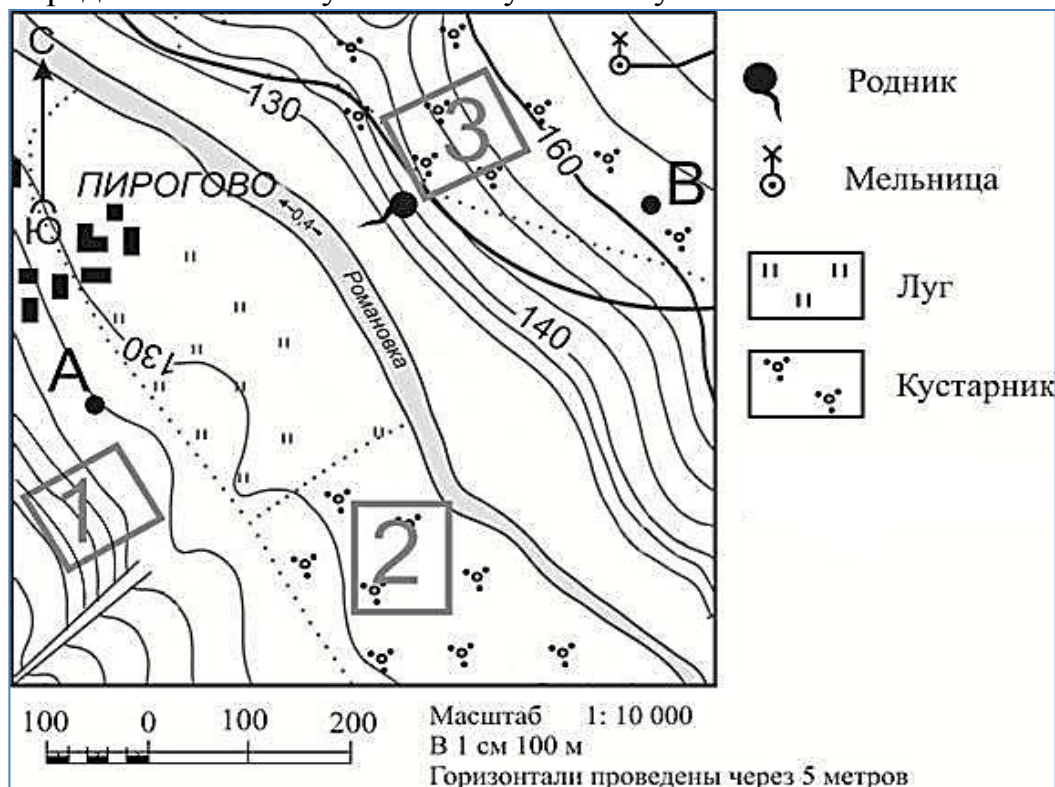 С
130
3
160
Родник
ПИРОГОВО
В
Мельница
Ю
0,4
Романовка
Луг
140
130
А
Кустарник
1
2
100 0 100 200
Масштаб 1: 10 000
В 1 см 100 м
Горизонтали проведены через 5 метров